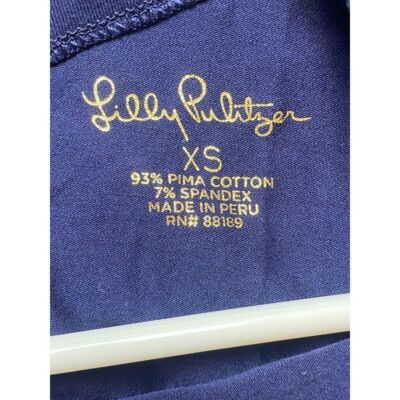 Lilly Pulitzer
XS
93% PIMA COTTON
7% SPANDEX
MADE IN PERU
RN# 88189